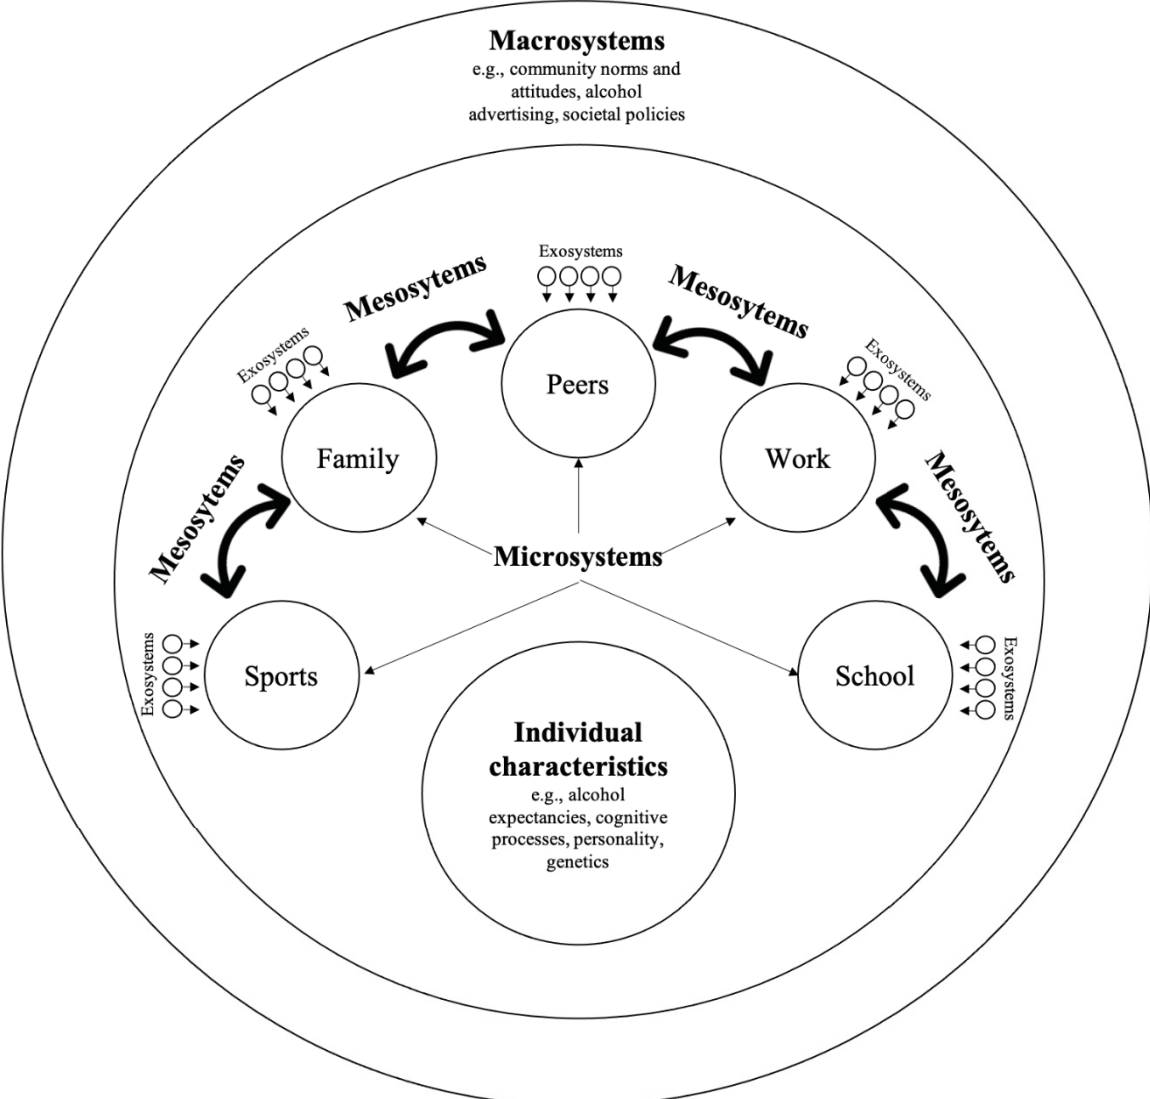 Macrosystems
e.g., community norms and
attitudes, alcohol
advertising, societal policies
Exosystems
Mesosytems
Mesosytems
Exosystems
Exosystems
Peers
Family
Work
Mesosytems
Mesosytems
Microsystems
Exosystems
Sports
School
Exosystems
Individual
characteristics
e.g., alcohol
expectancies, cognitive
processes, personality,
genetics